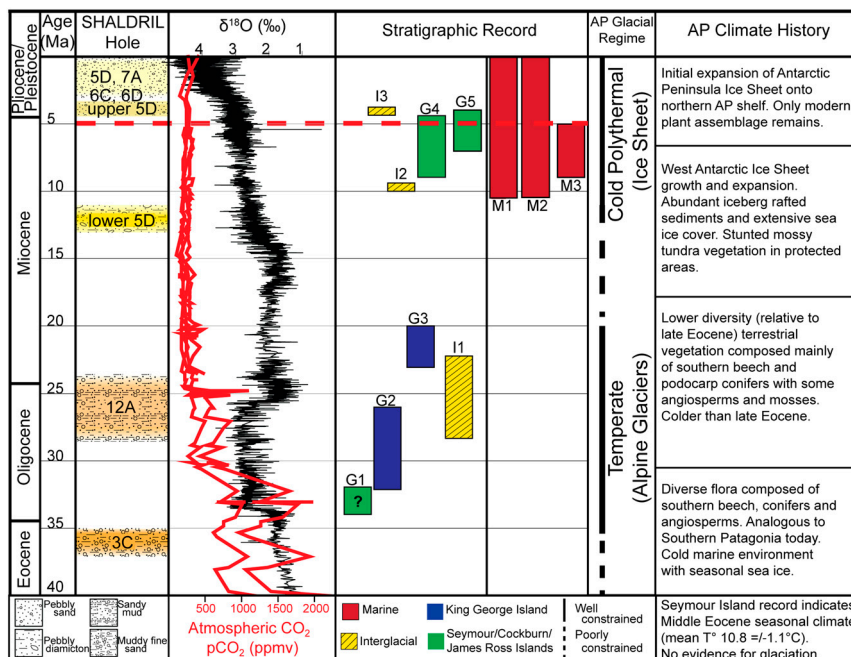 Age
(Ma)
SHALDRIL
Hole
δ18O (‰)
4 3 2 1
Stratigraphic Record
AP Glacial
Regime
AP Climate History
Pliocene/
Pleistocene
Miocene
Oligocene
Eocene
5
10
15
20
25
30
35
40
5D, 7A
6C, 6D
upper 5D
lower 5D
12A
3C
I3
G4
G5
I2
M1
M2
M3
G3
I1
G2
G1
?
Cold Polythermal
(Ice Sheet)
Temperate
(Alpine Glaciers)
Initial expansion of Antarctic
Peninsula Ice Sheet onto
northern AP shelf. Only modern
plant assemblage remains.
West Antarctic Ice Sheet
growth and expansion.
Abundant iceberg rafted
sediments and extensive sea
ice cover. Stunted mossy
tundra vegetation in protected
areas.
Lower diversity (relative to
late Eocene) terrestrial
vegetation composed mainly
of southern beech and
podocarp conifers with some
angiosperms and mosses.
Colder than late Eocene.
Diverse flora composed of
southern beech, conifers and
angiosperms. Analogous to
Southern Patagonia today.
Cold marine environment
with seasonal sea ice.
Seymour Island record indicates
Middle Eocene seasonal climate
(mean T° 10.8 =/-1.1°C).
No evidence for glaciation
Pebbly
sand
Sandy
mud
Pebbly
diamicton
Muddy fine
sand
500 1000 1500 2000
Atmospheric CO2
pCO2 (ppmv)
Marine
King George Island
Interglacial
Seymour/Cockburn/
James Ross Islands
Well
constrained
Poorly
constrained